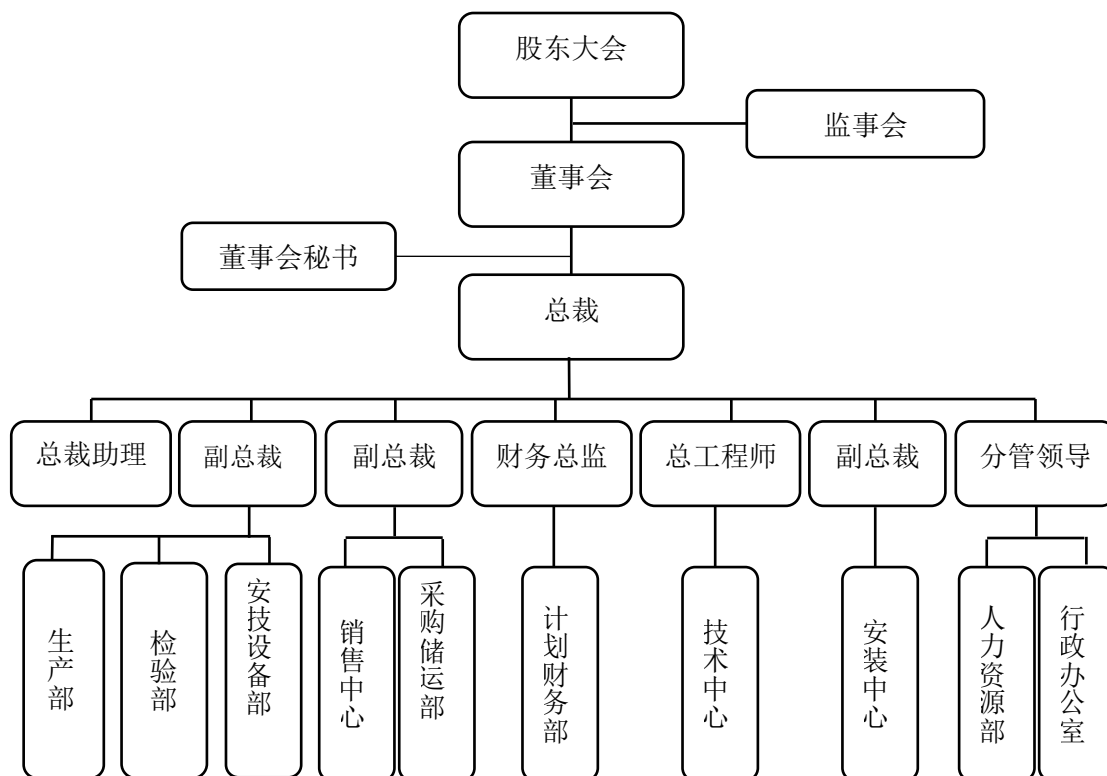 股东大会
监事会
董事会
董事会秘书
总裁
总裁助理
副总裁
副总裁
财务总监
总工程师
副总裁
分管领导
生产部
检验部
安技设备部
销售中心
采购储运部
计划财务部
技术中心
安装中心
人力资源部
行政办公室